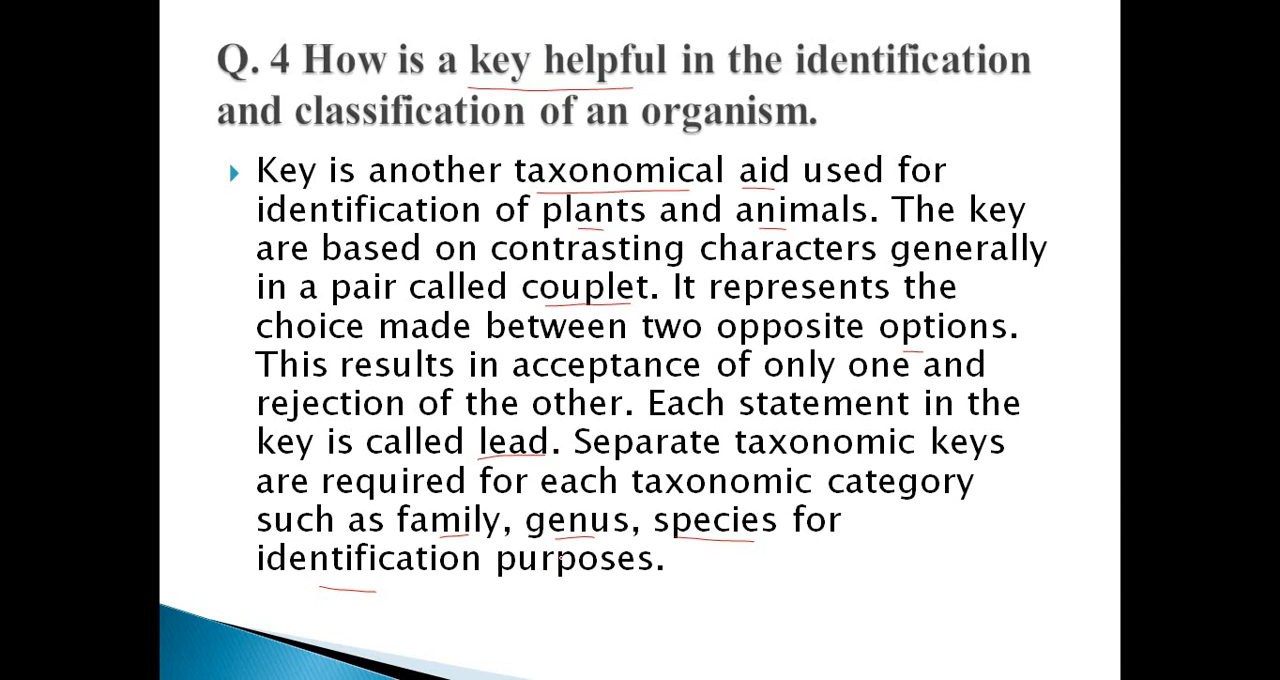 Q. 4 How is a key helpful in the identification
and classification of an organism.
Key is another taxonomical aid used for
identification of plants and animals. The key
are based on contrasting characters generally
in a pair called couplet. It represents the
choice made between two opposite options.
This results in acceptance of only one and
rejection of the other. Each statement in the
key is called lead. Separate taxonomic keys
are required for each taxonomic category
such as family, genus, species for
identification purposes.